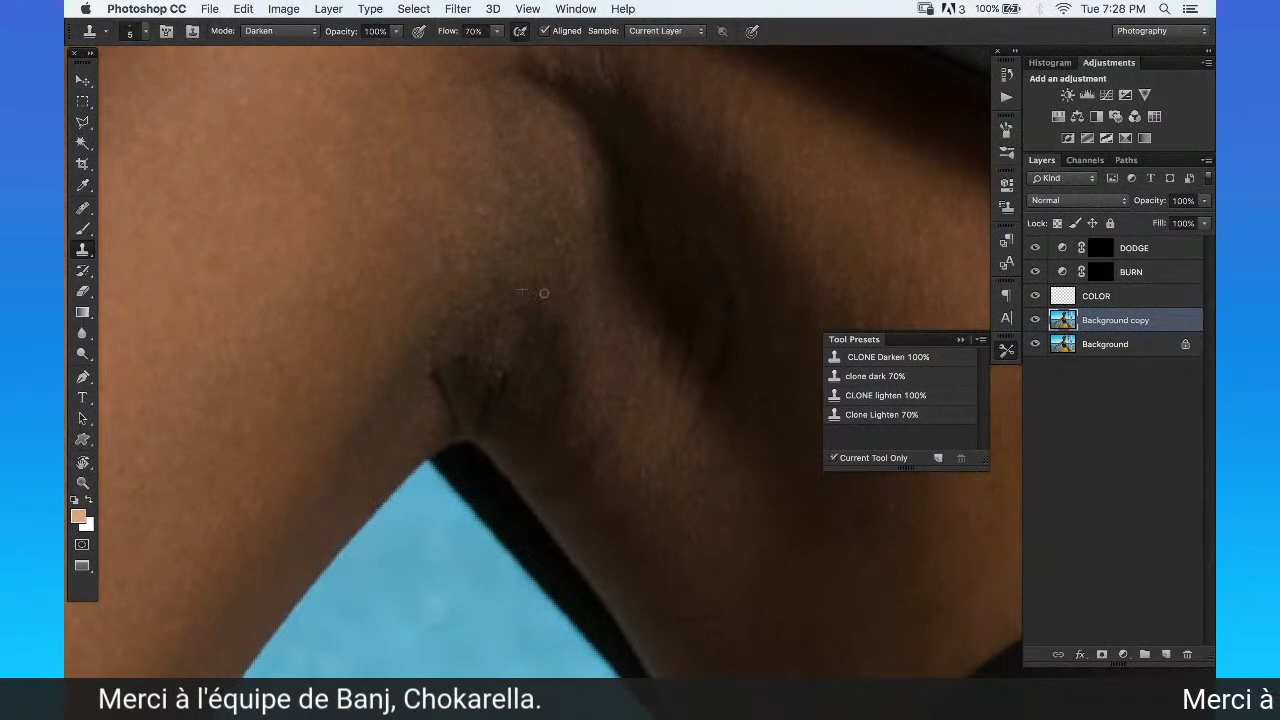 Photoshop CC File Edit Image Layer Type Select Filter 3D View Window Help 3 100% Tue 7:28 PM
5 Mode: Darken Opacity: 100% Flow: 70% Aligned Sample: Current Layer Photography
Histogram Adjustments
Add an adjustment
Layers Channels Paths
Kind
Normal Opacity: 100%
Lock: Fill: 100%
DODGE
BURN
COLOR
Background copy
Background
Tool Presets
CLONE Darken 100%
clone dark 70%
CLONE lighten 100%
Clone Lighten 70%
Current Tool Only
Merci à l'équipe de Banj, Chokarella. Merci à